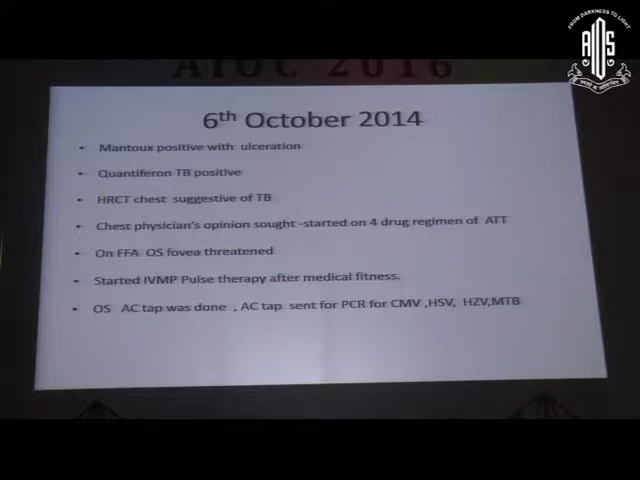 FROM DARKNESS TO LIGHT
AIOS
AIOC 2016
6th October 2014
• Mantoux positive with ulceration
• Quantiferon TB positive
• HRCT chest suggestive of TB
• Chest physician's opinion sought -started on 4 drug regimen of ATT
• On FFA OS fovea threatened
• Started IVMP Pulse therapy after medical fitness.
• OS AC tap was done , AC tap sent for PCR for CMV ,HSV, HZV,MTB